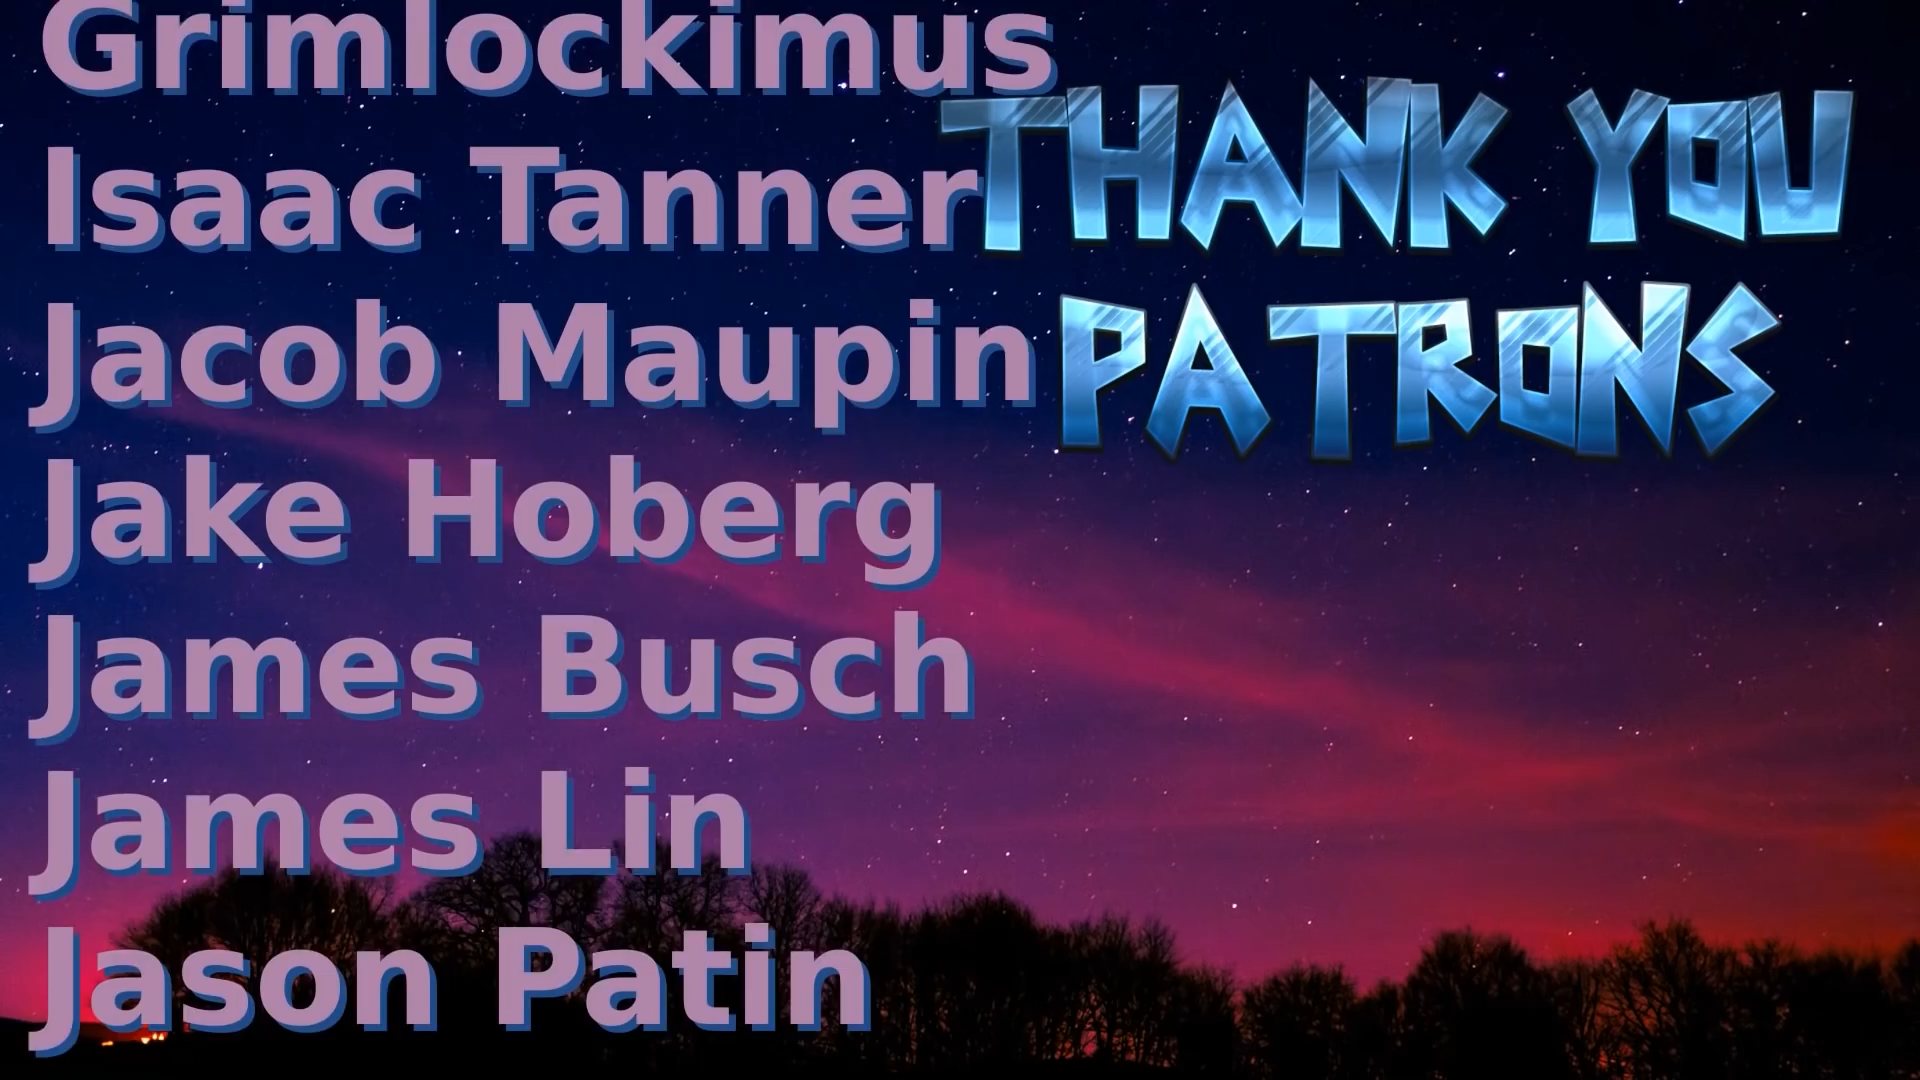 Grimlockimus
Isaac Tanner
Jacob Maupin
Jake Hoberg
James Busch
James Lin
Jason Patin
THANK YOU
PATRONS